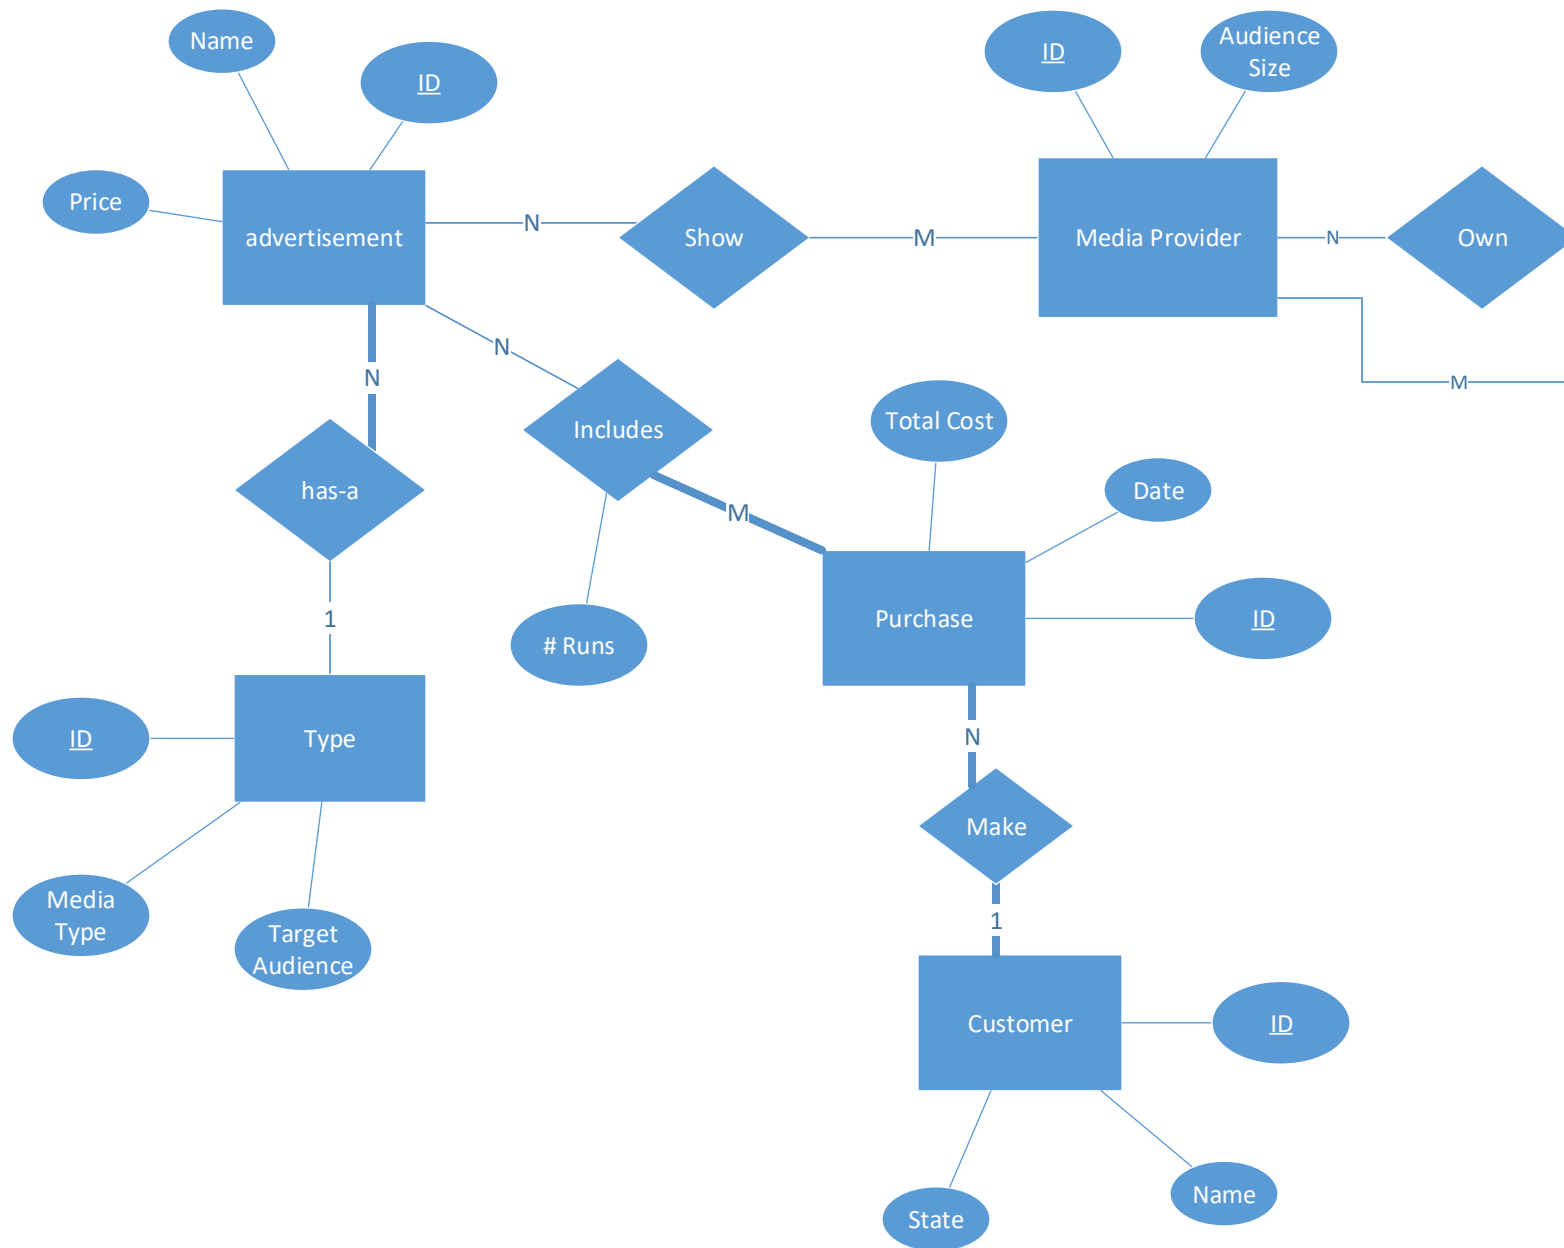 Name
ID
Price
advertisement
N
Show
M
ID
Audience
Size
Media Provider
N
Own
M
N
N
Includes
M
# Runs
has-a
1
Type
ID
Media
Type
Target
Audience
Total Cost
Date
Purchase
ID
N
Make
1
Customer
ID
State
Name